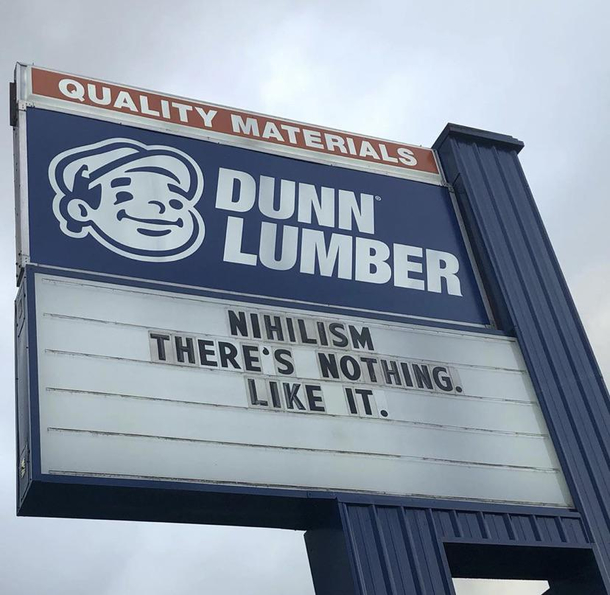 QUALITY MATERIALS
DUNN®
LUMBER
NIHILISM
THERE'S NOTHING.
LIKE IT.